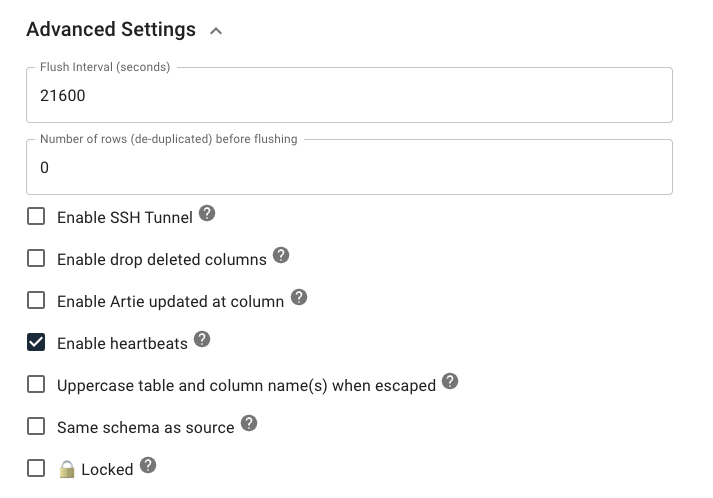 Advanced Settings
Flush Interval (seconds)
21600
Number of rows (de-duplicated) before flushing
0
Enable SSH Tunnel ?
Enable drop deleted columns ?
Enable Artie updated at column ?
Enable heartbeats ?
Uppercase table and column name(s) when escaped ?
Same schema as source ?
🔒 Locked ?